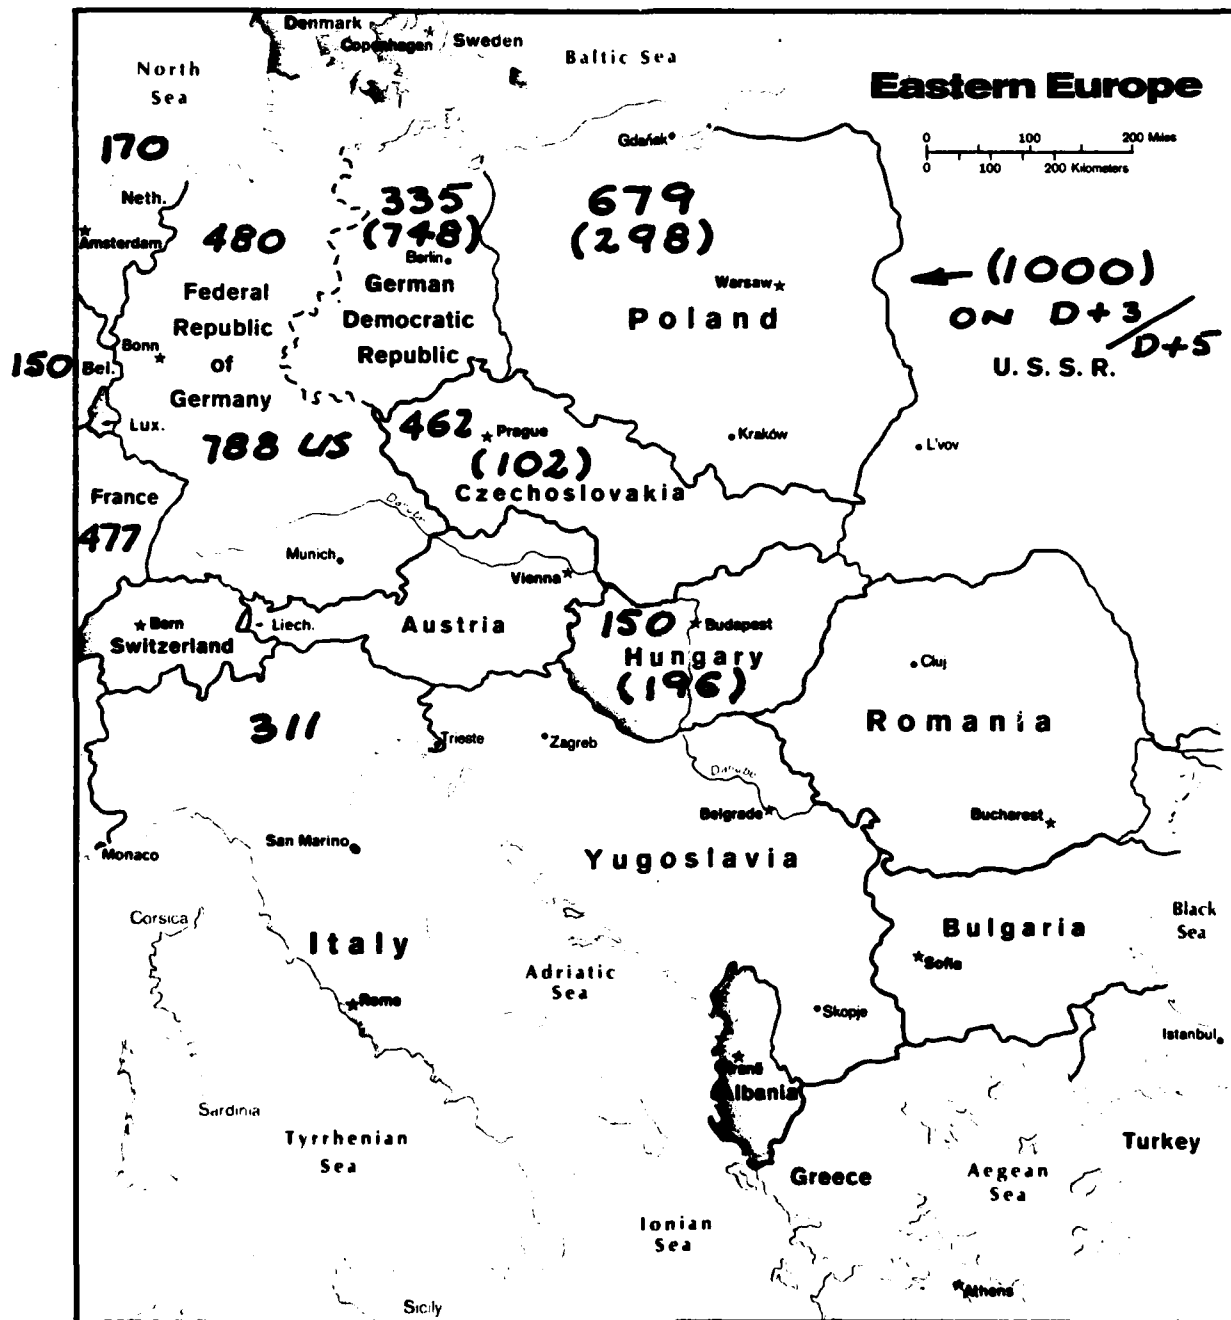 Denmark
Copenhagen
Sweden
Baltic Sea
North
Sea
Eastern Europe
0 100 200 Miles
0 100 200 Kilometers
Gdańsk
170
Neth.
Amsterdam
480
335
(748)
Berlin
679
(298)
Warsaw
Federal
Republic
of
Germany
German
Democratic
Republic
Poland
(1000)
ON D+3/D+5
U.S.S.R.
Bonn
150
Bel.
Lux.
788 US
462
Prague
(102)
Czechoslovakia
Kraków
L'vov
France
477
Munich
Vienna
Bern
Switzerland
Liech.
Austria
150
Budapest
Hungary
(196)
Cluj
Romania
311
Trieste
Zagreb
Danube
Belgrade
Bucharest
Monaco
San Marino
Yugoslavia
Corsica
Italy
Adriatic
Sea
Bulgaria
Sofia
Black
Sea
Rome
Skopje
Istanbul
Albania
Sardinia
Tyrrhenian
Sea
Greece
Aegean
Sea
Turkey
Ionian
Sea
Athens
Sicily